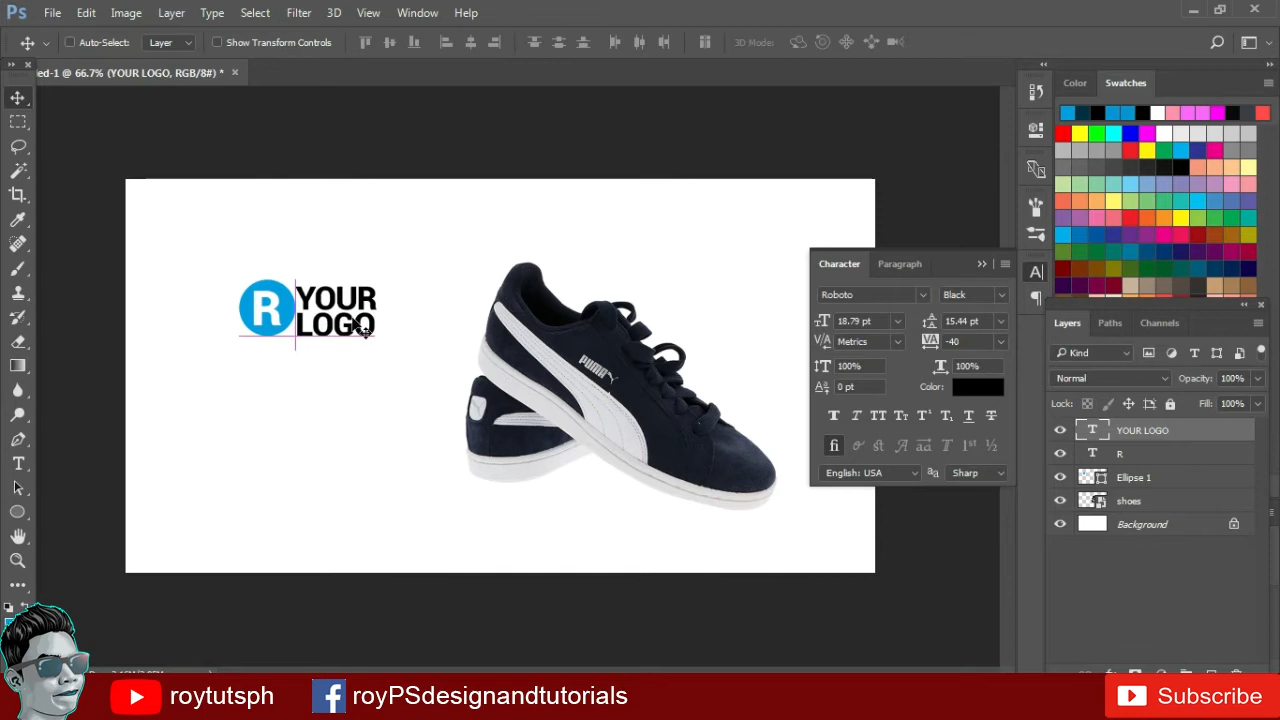 Ps File Edit Image Layer Type Select Filter 3D View Window Help
Auto-Select: Layer Show Transform Controls 3D Mode:
ed-1 @ 66.7% (YOUR LOGO, RGB/8#) * ×
Color Swatches
R YOUR
LOGO
PUMA
Character Paragraph
Roboto Black
18.79 pt 15.44 pt
Metrics -40
100% 100%
0 pt Color:
English: USA aa Sharp
Layers Paths Channels
Kind
Normal Opacity: 100%
Lock: Fill: 100%
YOUR LOGO
R
Ellipse 1
shoes
Background
roytutsph royPSdesignandtutorials Subscribe